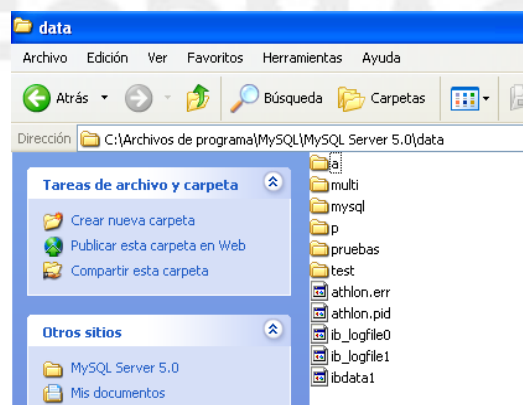 data
Archivo Edición Ver Favoritos Herramientas Ayuda
Atrás Búsqueda Carpetas
Dirección C:\Archivos de programa\MySQL\MySQL Server 5.0\data
Tareas de archivo y carpeta
Crear nueva carpeta
Publicar esta carpeta en Web
Compartir esta carpeta
Otros sitios
MySQL Server 5.0
Mis documentos
a
multi
mysql
p
pruebas
test
athlon.err
athlon.pid
ib_logfile0
ib_logfile1
ibdata1